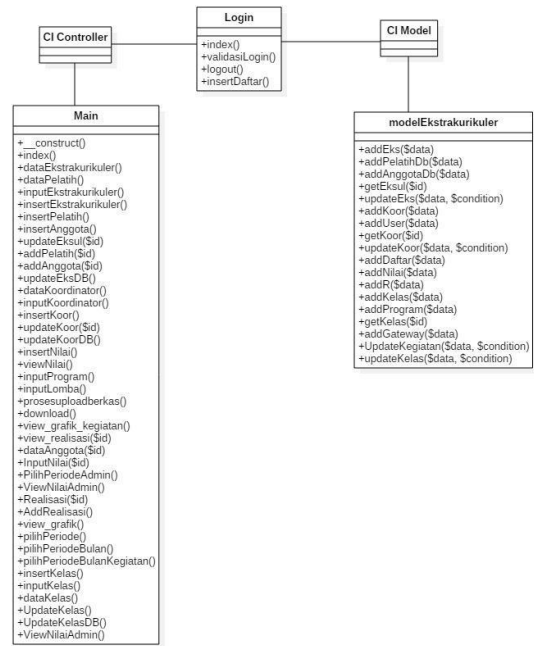 CI Controller
Login
+index()
+validasiLogin()
+logout()
+insertDaftar()
CI Model
Main
+__construct()
+index()
+dataEkstrakurikuler()
+dataPelatih()
+inputEkstrakurikuler()
+insertEkstrakurikuler()
+insertPelatih()
+insertAnggota()
+updateEksul($id)
+addPelatih($id)
+addAnggota($id)
+updateEksDB()
+dataKoordinator()
+inputKoordinator()
+insertKoor()
+updateKoor($id)
+updateKoorDB()
+insertNilai()
+viewNilai()
+inputProgram()
+inputLomba()
+prosesuploadberkas()
+download()
+view_grafik_kegiatan()
+view_realisasi($id)
+dataAnggota($id)
+InputNilai($id)
+PilihPeriodeAdmin()
+ViewNilaiAdmin()
+Realisasi($id)
+AddRealisasi()
+view_grafik()
+pilihPeriode()
+pilihPeriodeBulan()
+pilihPeriodeBulanKegiatan()
+insertKelas()
+inputKelas()
+dataKelas()
+UpdateKelas()
+UpdateKelasDB()
+ViewNilaiAdmin()
modelEkstrakurikuler
+addEks($data)
+addPelatihDb($data)
+addAnggotaDb($data)
+getEksul($id)
+updateEks($data, $condition)
+addKoor($data)
+addUser($data)
+getKoor($id)
+updateKoor($data, $condition)
+addDaftar($data)
+addNilai($data)
+addR($data)
+addKelas($data)
+addProgram($data)
+getKelas($id)
+addGateway($data)
+UpdateKegiatan($data, $condition)
+updateKelas($data, $condition)